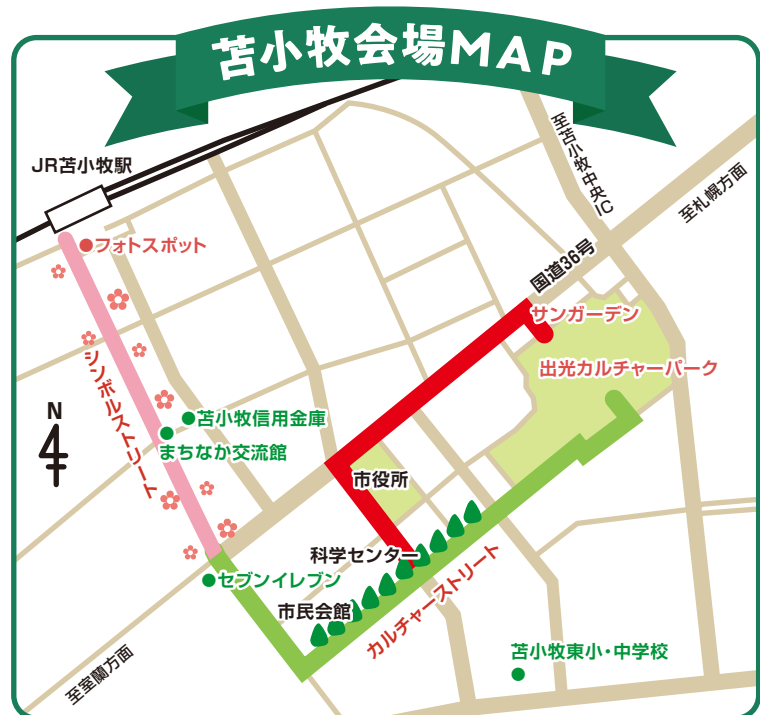 苫小牧会場MAP
JR苫小牧駅
フォトスポット
至苫小牧中央IC
至札幌方面
国道36号
サンガーデン
出光カルチャーパーク
シンボルストリート
N
苫小牧信用金庫
まちなか交流館
市役所
科学センター
セブンイレブン
市民会館
カルチャーストリート
苫小牧東小・中学校
至室蘭方面